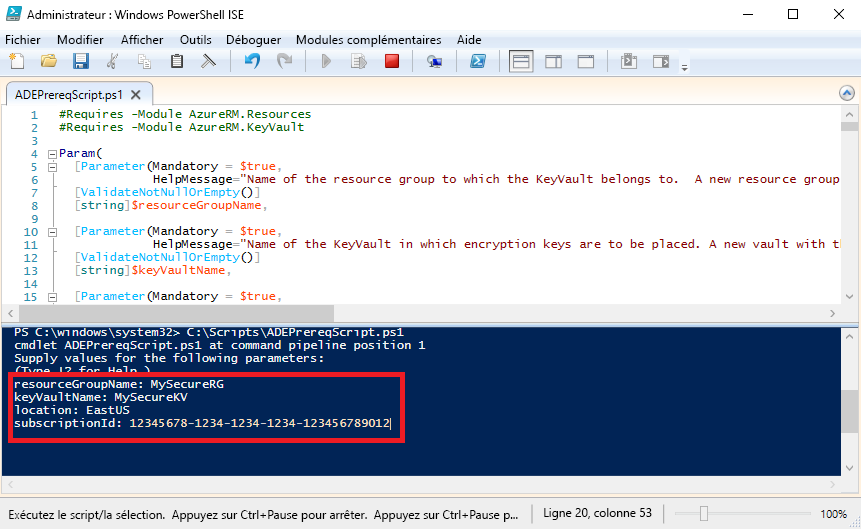 Administrateur : Windows PowerShell ISE
Fichier Modifier Afficher Outils Déboguer Modules complémentaires Aide
ADEPrereqScript.ps1
1 #Requires -Module AzureRM.Resources
2 #Requires -Module AzureRM.KeyVault
3
4 Param(
5 [Parameter(Mandatory = $true,
6 HelpMessage="Name of the resource group to which the KeyVault belongs to.  A new resource group
7 [ValidateNotNullOrEmpty()]
8 [string]$resourceGroupName,
9
10 [Parameter(Mandatory = $true,
11 HelpMessage="Name of the KeyVault in which encryption keys are to be placed. A new vault with th
12 [ValidateNotNullOrEmpty()]
13 [string]$keyVaultName,
14
15 [Parameter(Mandatory = $true,
PS C:\windows\system32> C:\Scripts\ADEPrereqScript.ps1
cmdlet ADEPrereqScript.ps1 at command pipeline position 1
Supply values for the following parameters:
(Type !? for Help.)
resourceGroupName: MySecureRG
keyVaultName: MySecureKV
location: EastUS
subscriptionId: 12345678-1234-1234-1234-123456789012
Exécutez le script/la sélection. Appuyez sur Ctrl+Pause pour arrêter. Appuyez sur Ctrl+Pause p... Ligne 20, colonne 53 100%